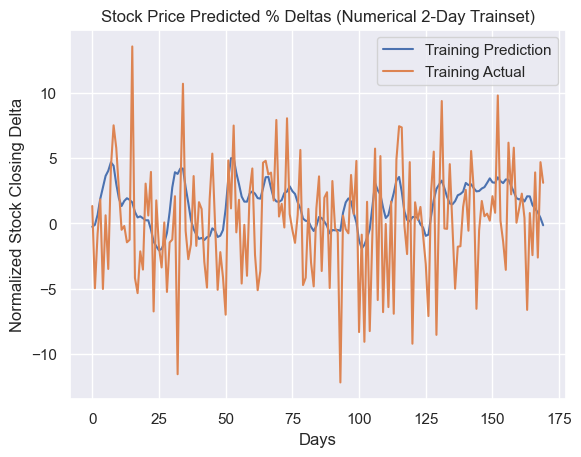 Stock Price Predicted % Deltas (Numerical 2-Day Trainset)
Training Prediction
Training Actual
Normalized Stock Closing Delta
10
5
0
−5
−10
0
25
50
75
100
125
150
175
Days